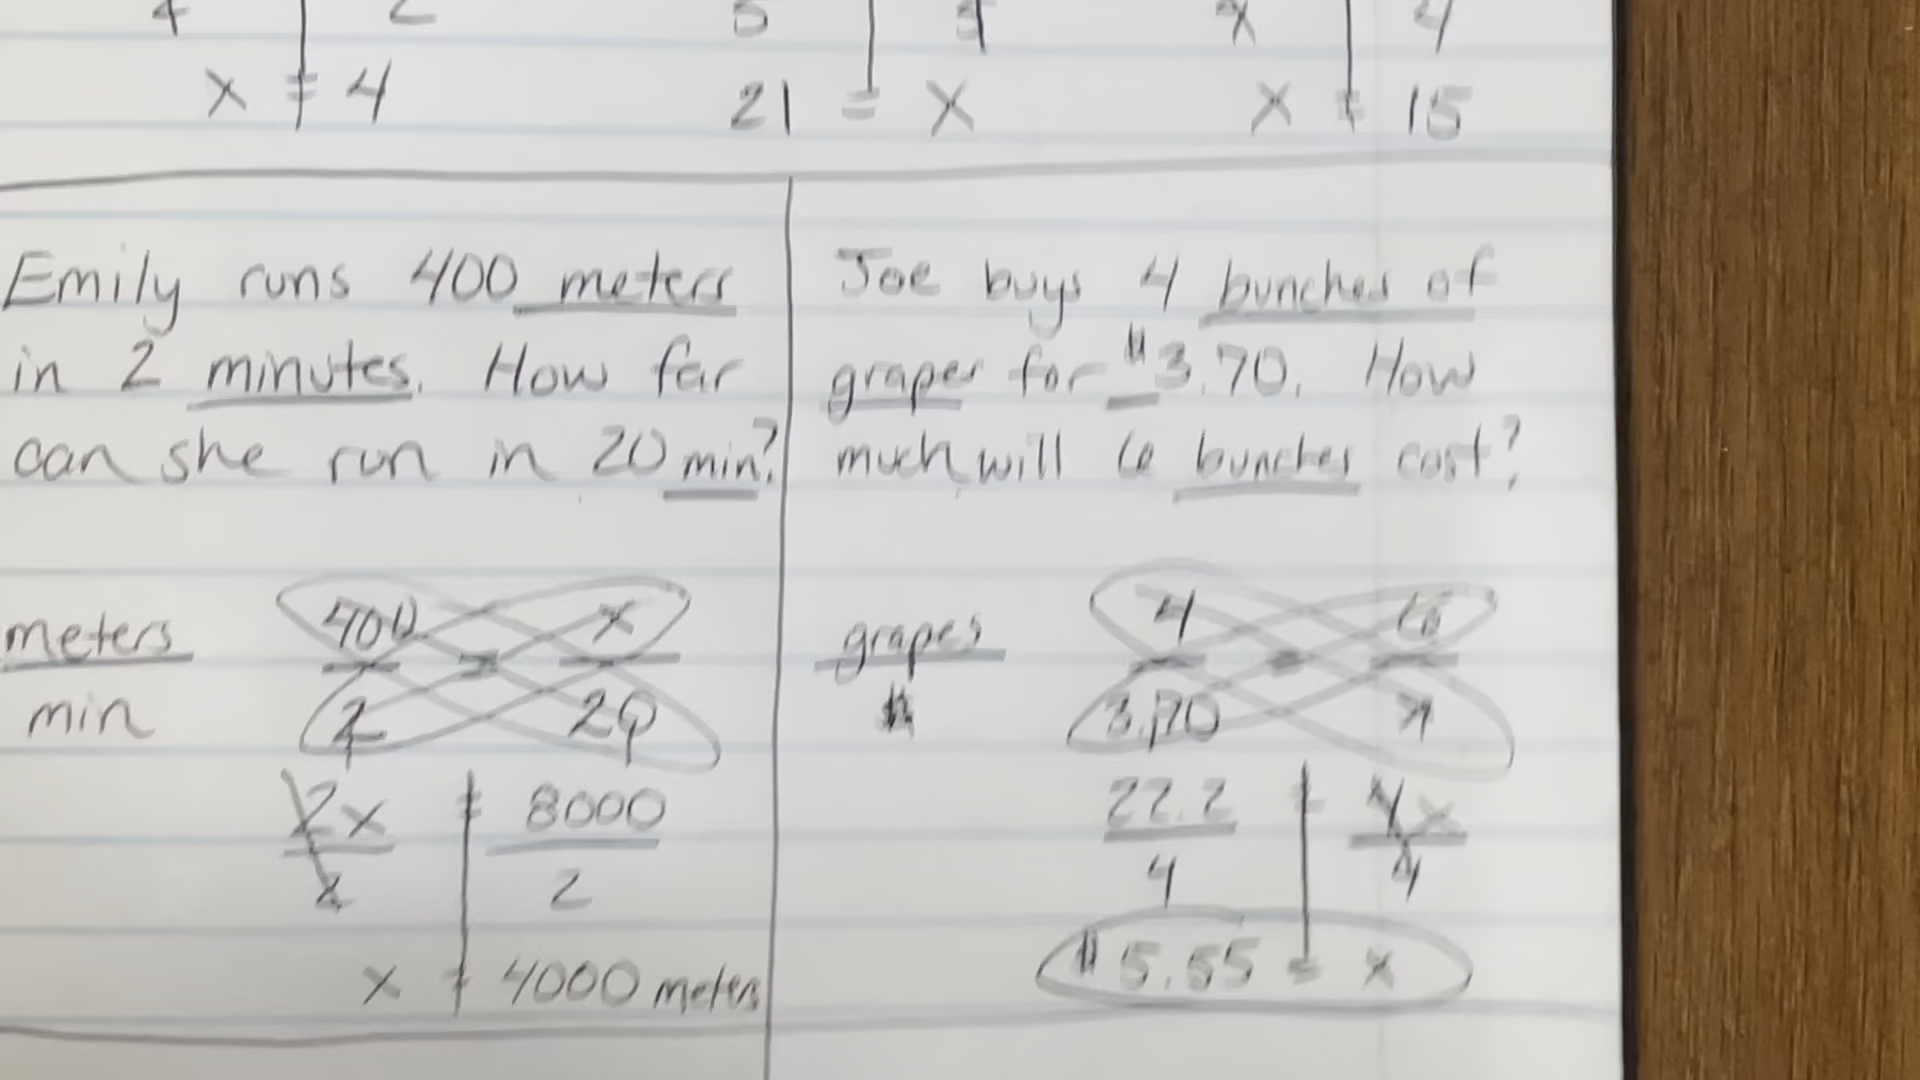 x = 4
21 = x
x = 15
Emily runs 400 meters
in 2 minutes. How far
can she run in 20 min?
meters
min
400 = x
2 20
2x = 8000
2 2
x = 4000 meters
Joe buys 4 bunches of
grapes for $3.70. How
much will 6 bunches cost?
grapes
$
4 = 6
3.70 x
22.2 = 4x
4 4
$5.55 = x